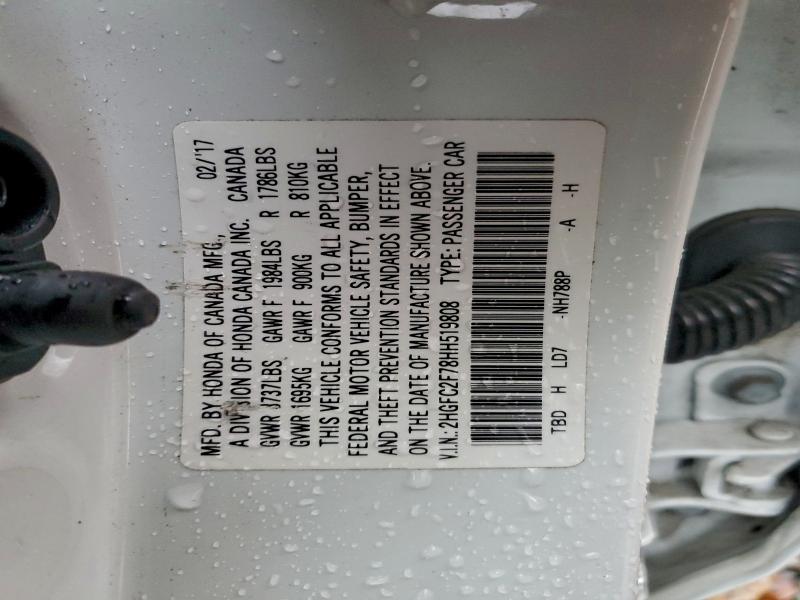 MFD. BY HONDA OF CANADA MFG., 02/'17
A DIVISION OF HONDA CANADA INC. CANADA
GVWR 3737LBS GAWR F 1984LBS R 1786LBS
GVWR 1695KG GAWR F 900KG R 810KG
THIS VEHICLE CONFORMS TO ALL APPLICABLE
FEDERAL MOTOR VEHICLE SAFETY, BUMPER,
AND THEFT PREVENTION STANDARDS IN EFFECT
ON THE DATE OF MANUFACTURE SHOWN ABOVE.
V.I.N.: 2HGFC2F78HH519808 TYPE: PASSENGER CAR
TBD H LD7 -NH788P -A -H